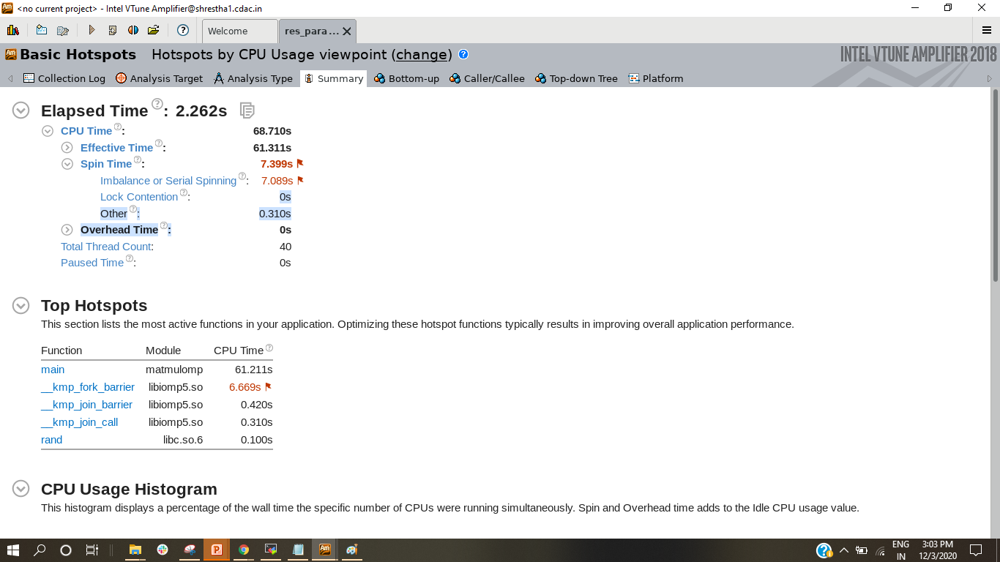 <no current project> - Intel VTune Amplifier@shrestha1.cdac.in
Welcome res_para...
Basic Hotspots Hotspots by CPU Usage viewpoint (change) ? INTEL VTUNE AMPLIFIER 2018
Collection Log Analysis Target Analysis Type Summary Bottom-up Caller/Callee Top-down Tree Platform
Elapsed Time ?: 2.262s
CPU Time ?: 68.710s
Effective Time ?: 61.311s
Spin Time ?: 7.399s
Imbalance or Serial Spinning ?: 7.089s
Lock Contention ?: 0s
Other ?: 0.310s
Overhead Time ?: 0s
Total Thread Count: 40
Paused Time ?: 0s
Top Hotspots
This section lists the most active functions in your application. Optimizing these hotspot functions typically results in improving overall application performance.
Function Module CPU Time ?
main matmulomp 61.211s
__kmp_fork_barrier libiomp5.so 6.669s
__kmp_join_barrier libiomp5.so 0.420s
__kmp_join_call libiomp5.so 0.310s
rand libc.so.6 0.100s
CPU Usage Histogram
This histogram displays a percentage of the wall time the specific number of CPUs were running simultaneously. Spin and Overhead time adds to the Idle CPU usage value.
ENG 3:03 PM
IN 12/3/2020